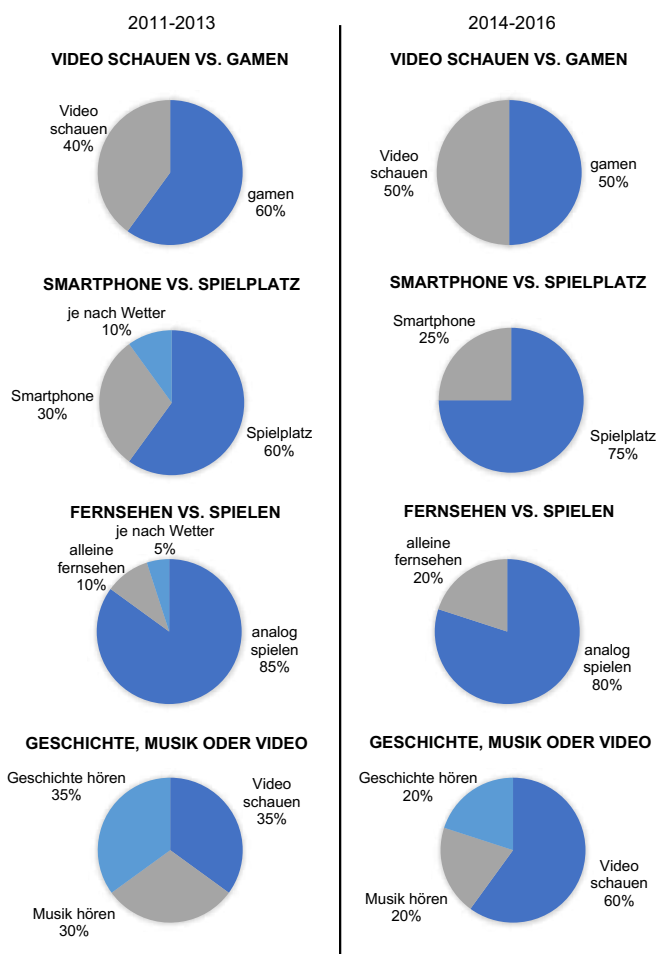 2011-2013
VIDEO SCHAUEN VS. GAMEN
Video
schauen
40%
gamen
60%
SMARTPHONE VS. SPIELPLATZ
je nach Wetter
10%
Smartphone
30%
Spielplatz
60%
FERNSEHEN VS. SPIELEN
je nach Wetter
5%
alleine
fernsehen
10%
analog
spielen
85%
GESCHICHTE, MUSIK ODER VIDEO
Geschichte hören
35%
Video
schauen
35%
Musik hören
30%
2014-2016
VIDEO SCHAUEN VS. GAMEN
Video
schauen
50%
gamen
50%
SMARTPHONE VS. SPIELPLATZ
Smartphone
25%
Spielplatz
75%
FERNSEHEN VS. SPIELEN
alleine
fernsehen
20%
analog
spielen
80%
GESCHICHTE, MUSIK ODER VIDEO
Geschichte hören
20%
Musik hören
20%
Video
schauen
60%